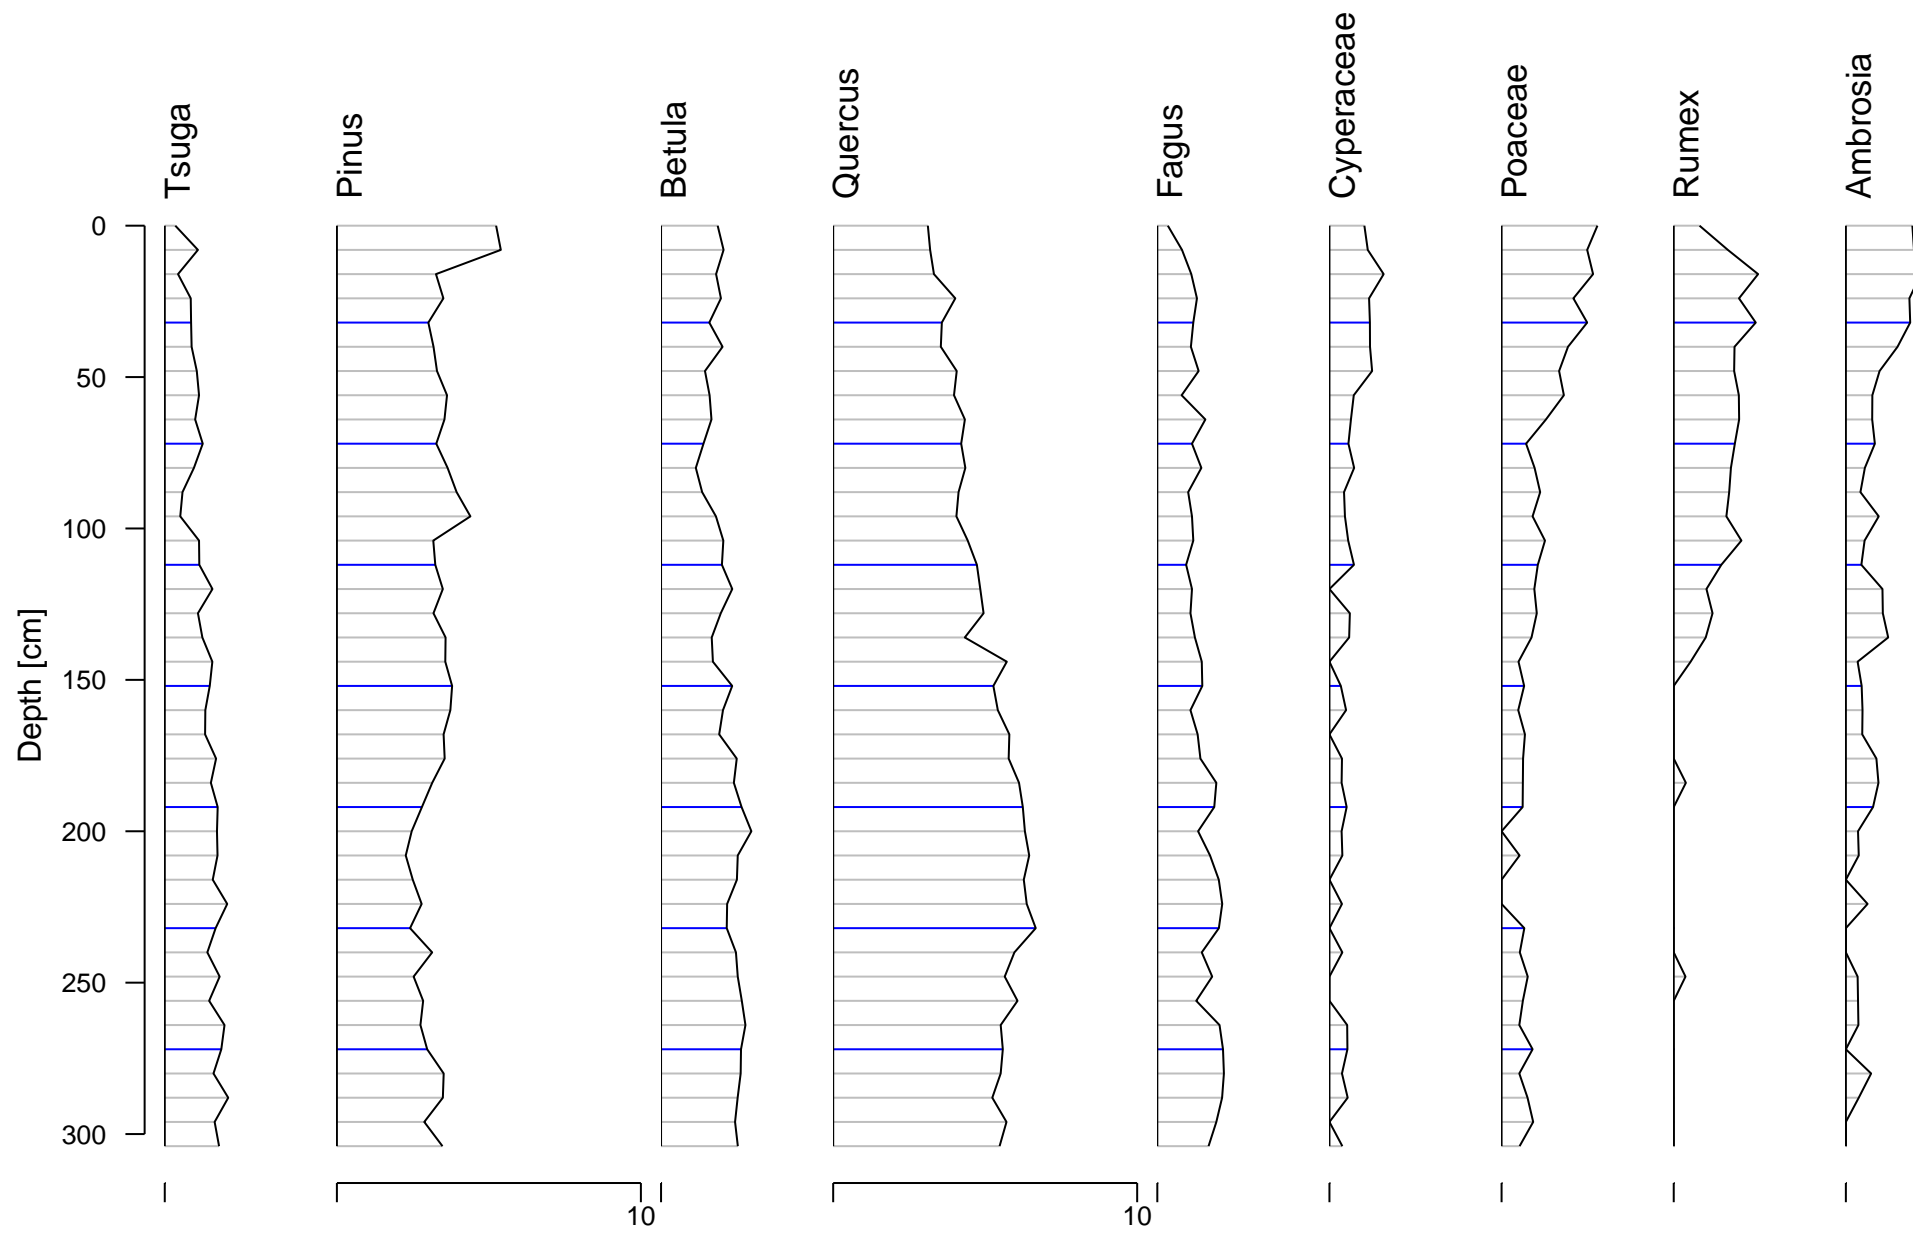 Tsuga
Pinus
Betula
Quercus
Fagus
Cyperaceae
Poaceae
Rumex
Ambrosia
Depth [cm]
0
50
100
150
200
250
300
10
10